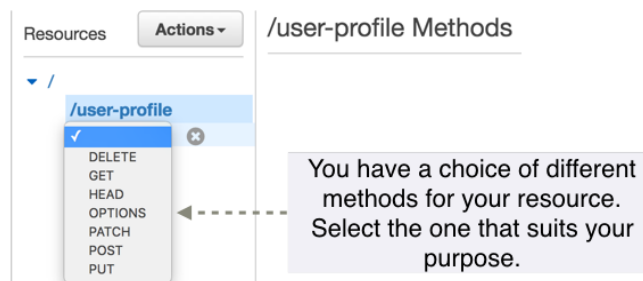 Resources
Actions
/user-profile Methods
/
/user-profile
DELETE
GET
HEAD
OPTIONS
PATCH
POST
PUT
You have a choice of different
methods for your resource.
Select the one that suits your
purpose.